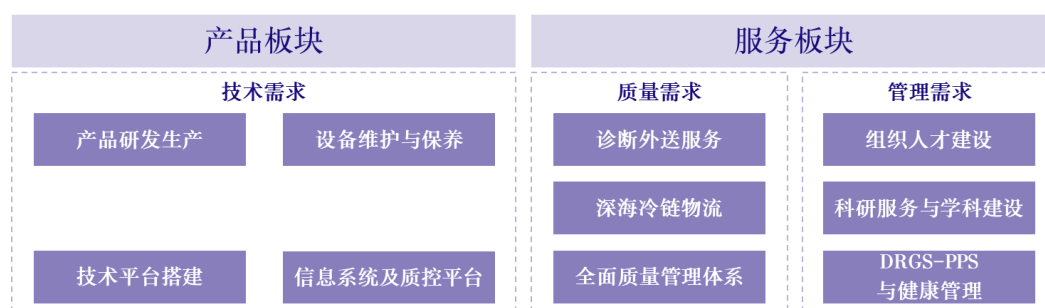 产品板块
服务板块
技术需求
产品研发生产
设备维护与保养
技术平台搭建
信息系统及质控平台
质量需求
诊断外送服务
深海冷链物流
全面质量管理体系
管理需求
组织人才建设
科研服务与学科建设
DRGS-PPS
与健康管理